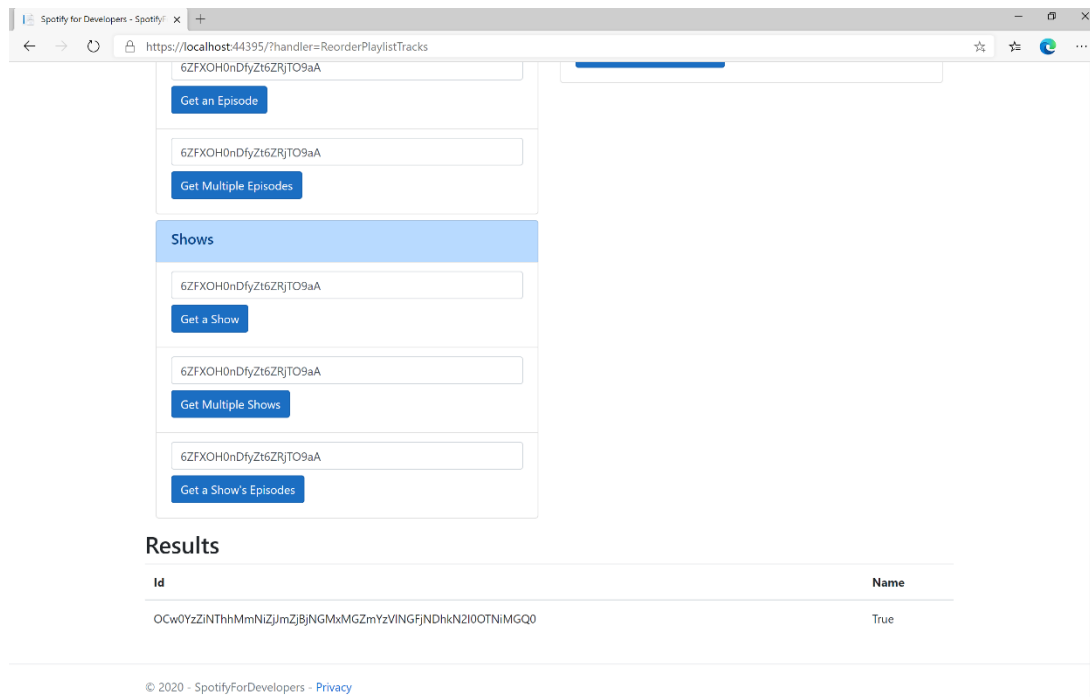 Spotify for Developers - Spotify
https://localhost:44395/?handler=ReorderPlaylistTracks
6ZFXOH0nDfyZt6ZRjTO9aA
Get an Episode
6ZFXOH0nDfyZt6ZRjTO9aA
Get Multiple Episodes
Shows
6ZFXOH0nDfyZt6ZRjTO9aA
Get a Show
6ZFXOH0nDfyZt6ZRjTO9aA
Get Multiple Shows
6ZFXOH0nDfyZt6ZRjTO9aA
Get a Show's Episodes
Results
Id Name
OCw0YzZiNThhMmNiZjJmZjBjNGMxMGZmYzVlNGFjNDhkN2I0OTNiMGQ0 True
© 2020 - SpotifyForDevelopers - Privacy